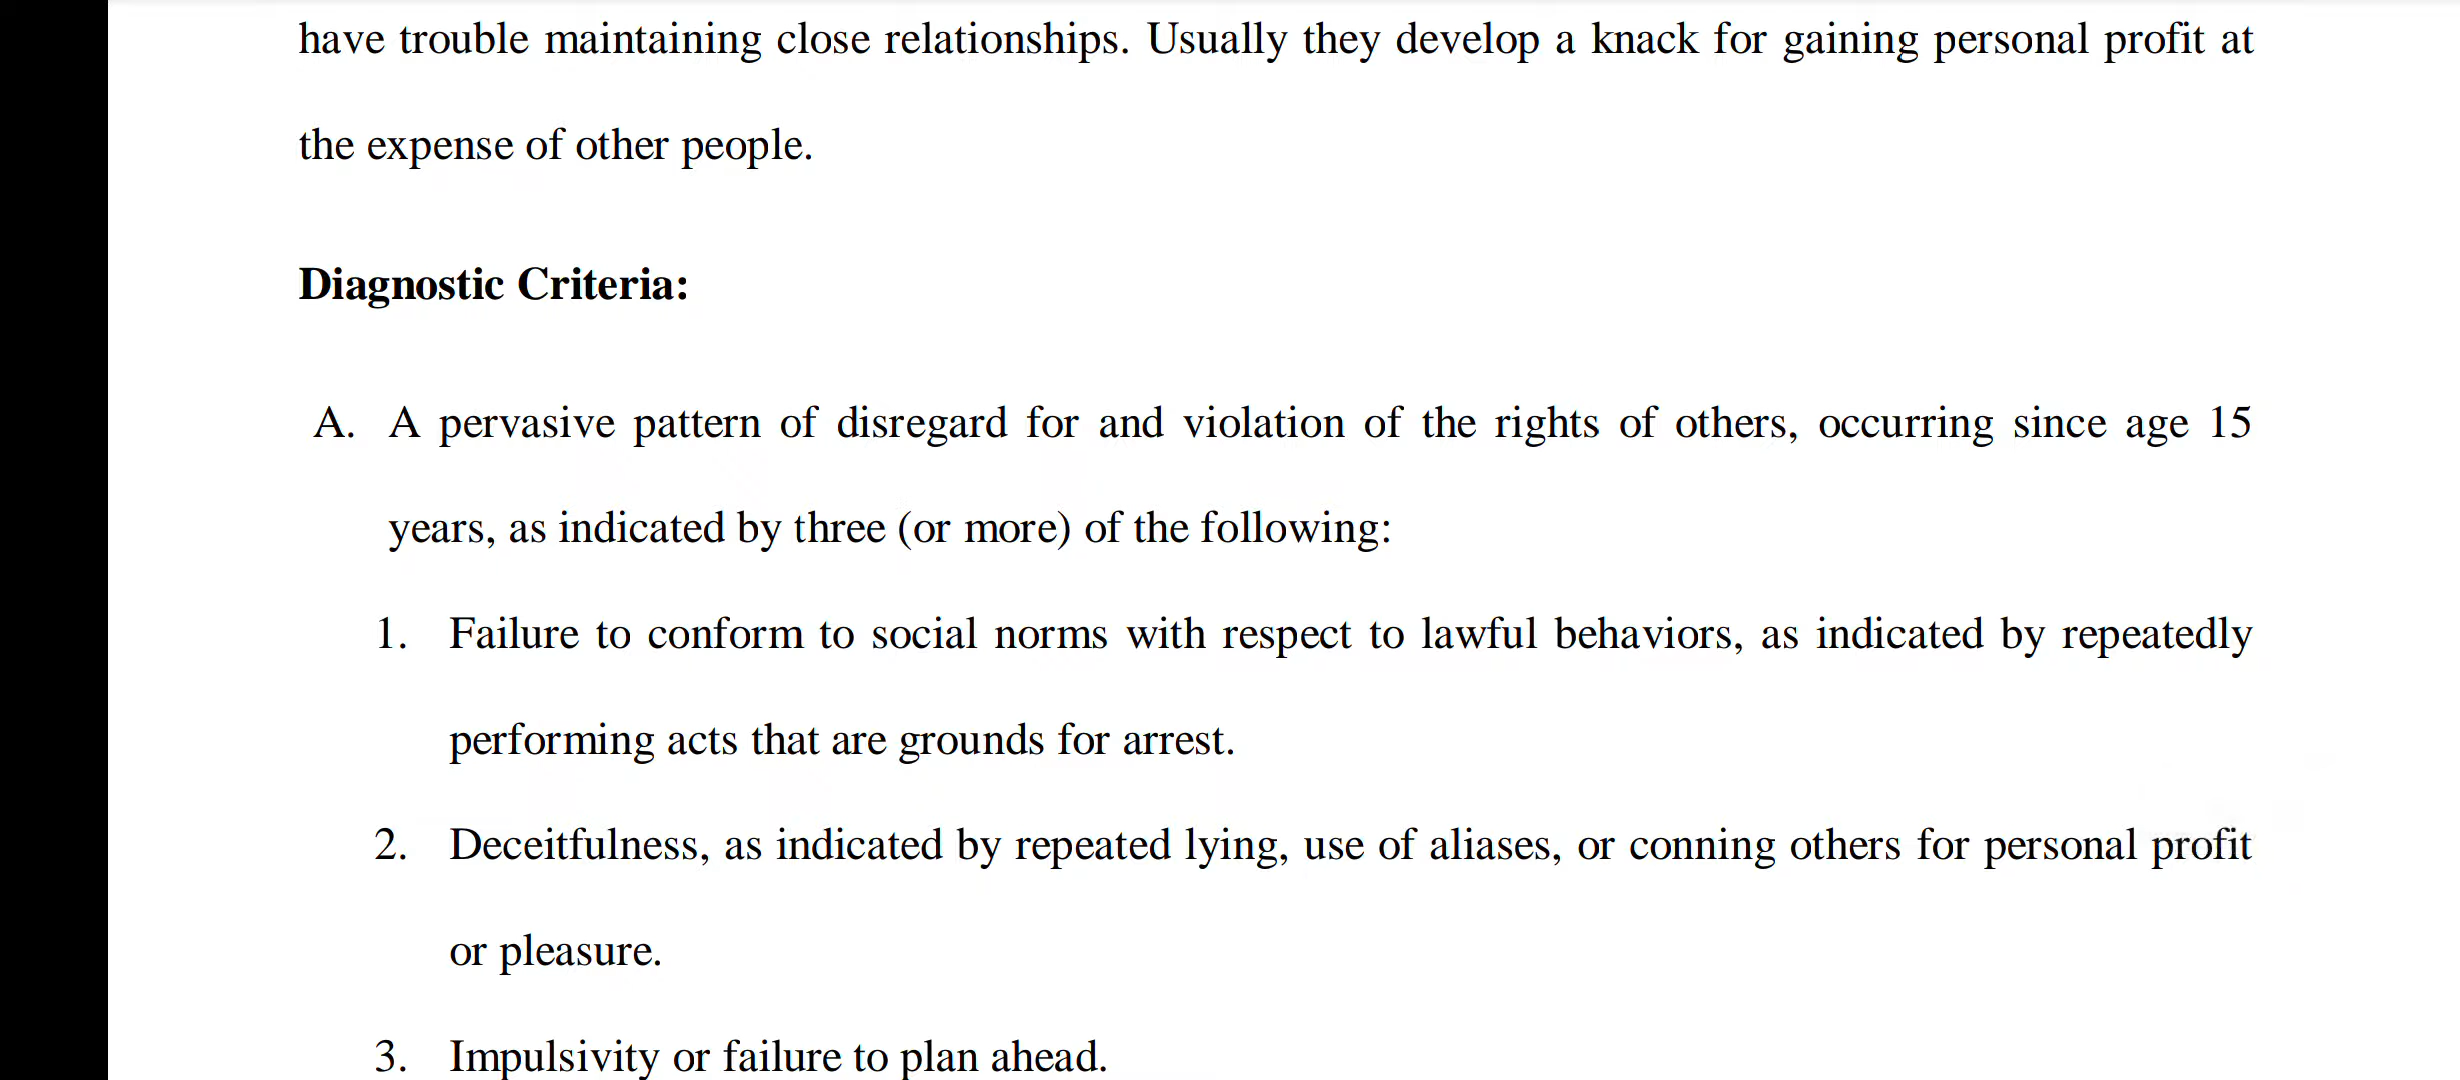 have trouble maintaining close relationships. Usually they develop a knack for gaining personal profit at
the expense of other people.
Diagnostic Criteria:
A. A pervasive pattern of disregard for and violation of the rights of others, occurring since age 15
years, as indicated by three (or more) of the following:
1. Failure to conform to social norms with respect to lawful behaviors, as indicated by repeatedly
performing acts that are grounds for arrest.
2. Deceitfulness, as indicated by repeated lying, use of aliases, or conning others for personal profit
or pleasure.
3. Impulsivity or failure to plan ahead.